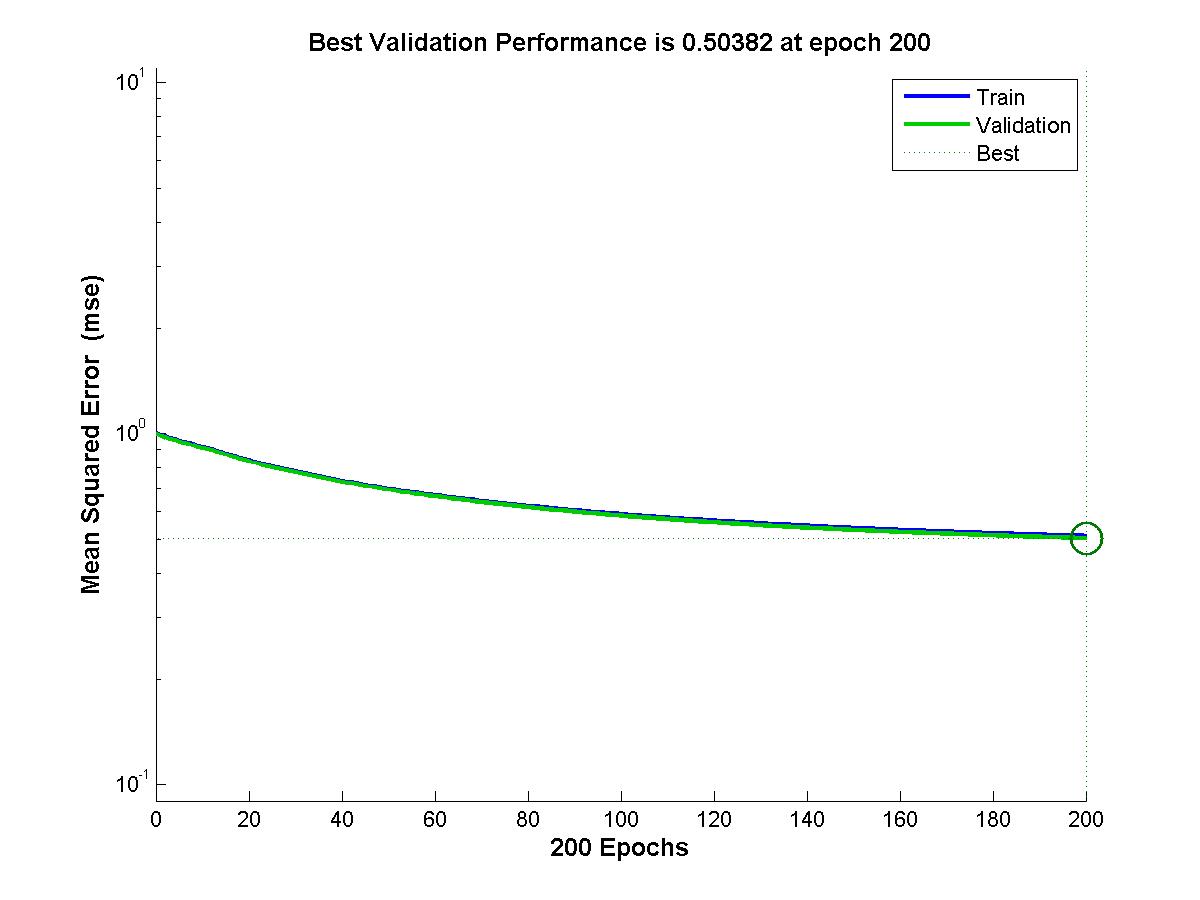 Best Validation Performance is 0.50382 at epoch 200
10^1
Train
Validation
Best
Mean Squared Error (mse)
10^0
10^-1
0 20 40 60 80 100 120 140 160 180 200
200 Epochs